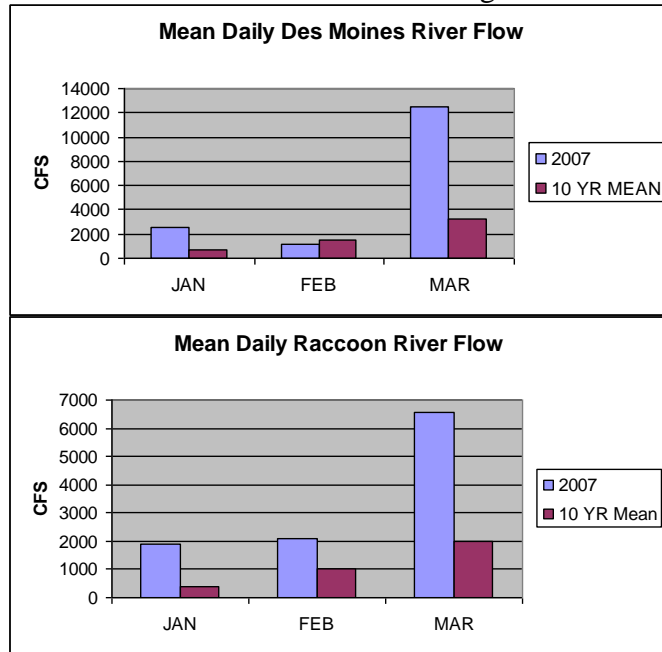 Mean Daily Des Moines River Flow
14000
12000
10000
8000
6000
4000
2000
0
CFS
JAN FEB MAR
2007
10 YR MEAN
Mean Daily Raccoon River Flow
7000
6000
5000
4000
3000
2000
1000
0
CFS
JAN FEB MAR
2007
10 YR Mean